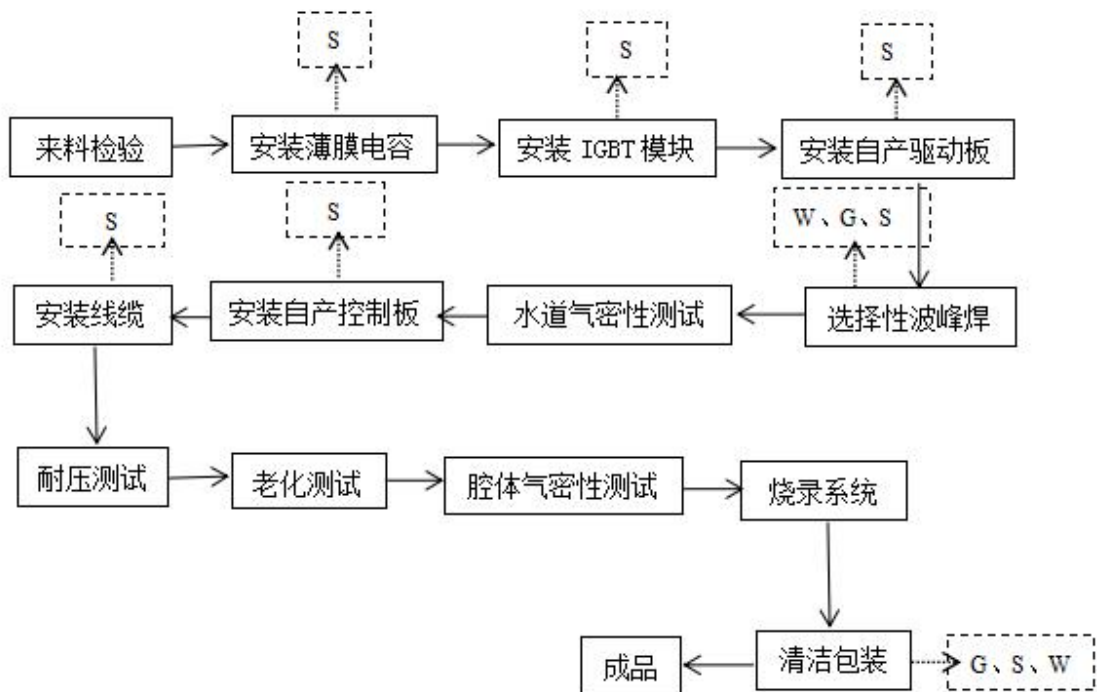 S
S
S
来料检验
安装薄膜电容
安装 IGBT 模块
安装自产驱动板
S
S
W、G、S
安装线缆
安装自产控制板
水道气密性测试
选择性波峰焊
耐压测试
老化测试
腔体气密性测试
烧录系统
成品
清洁包装
G、S、W